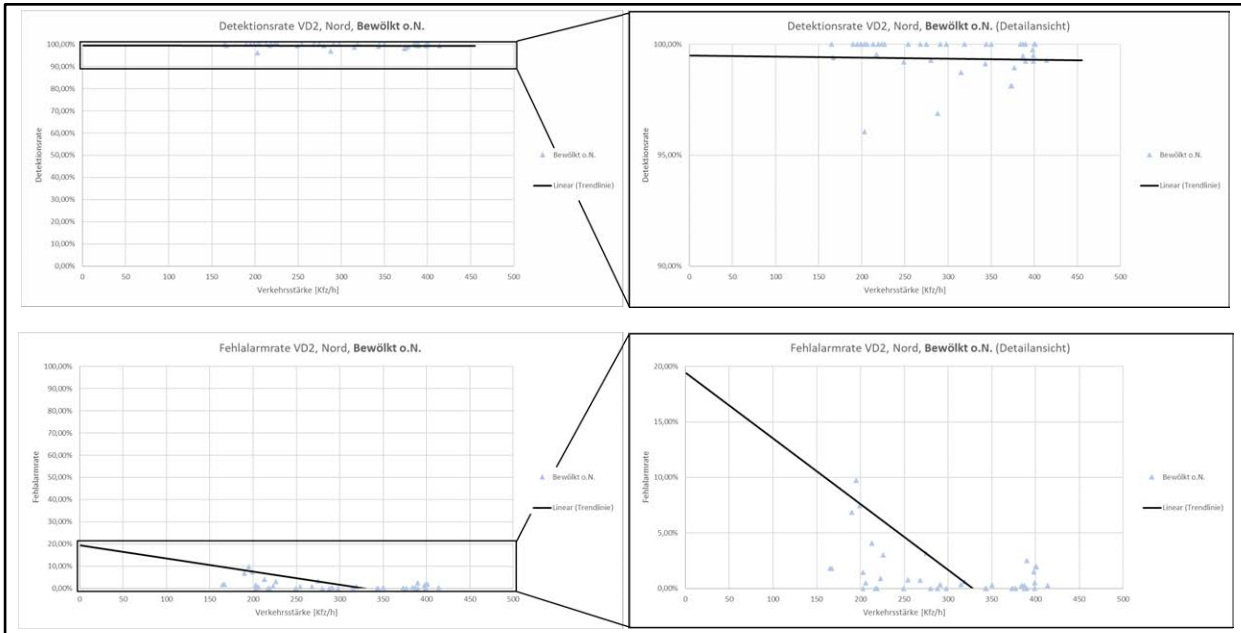 Detektionsrate VD2, Nord, Bewölkt o.N.
100,00%
90,00%
80,00%
70,00%
60,00%
50,00%
40,00%
30,00%
20,00%
10,00%
0,00%
Detektionsrate
0 50 100 150 200 250 300 350 400 450 500
Verkehrsstärke [Kfz/h]
Bewölkt o.N.
Linear (Trendlinie)
Detektionsrate VD2, Nord, Bewölkt o.N. (Detailansicht)
100,00%
95,00%
90,00%
Detektionsrate
0 50 100 150 200 250 300 350 400 450 500
Verkehrsstärke [Kfz/h]
Bewölkt o.N.
Linear (Trendlinie)
Fehlalarmrate VD2, Nord, Bewölkt o.N.
100,00%
90,00%
80,00%
70,00%
60,00%
50,00%
40,00%
30,00%
20,00%
10,00%
0,00%
Fehlalarmrate
0 50 100 150 200 250 300 350 400 450 500
Verkehrsstärke [Kfz/h]
Bewölkt o.N.
Linear (Trendlinie)
Fehlalarmrate VD2, Nord, Bewölkt o.N. (Detailansicht)
20,00%
15,00%
10,00%
5,00%
0,00%
Fehlalarmrate
0 50 100 150 200 250 300 350 400 450 500
Verkehrsstärke [Kfz/h]
Bewölkt o.N.
Linear (Trendlinie)